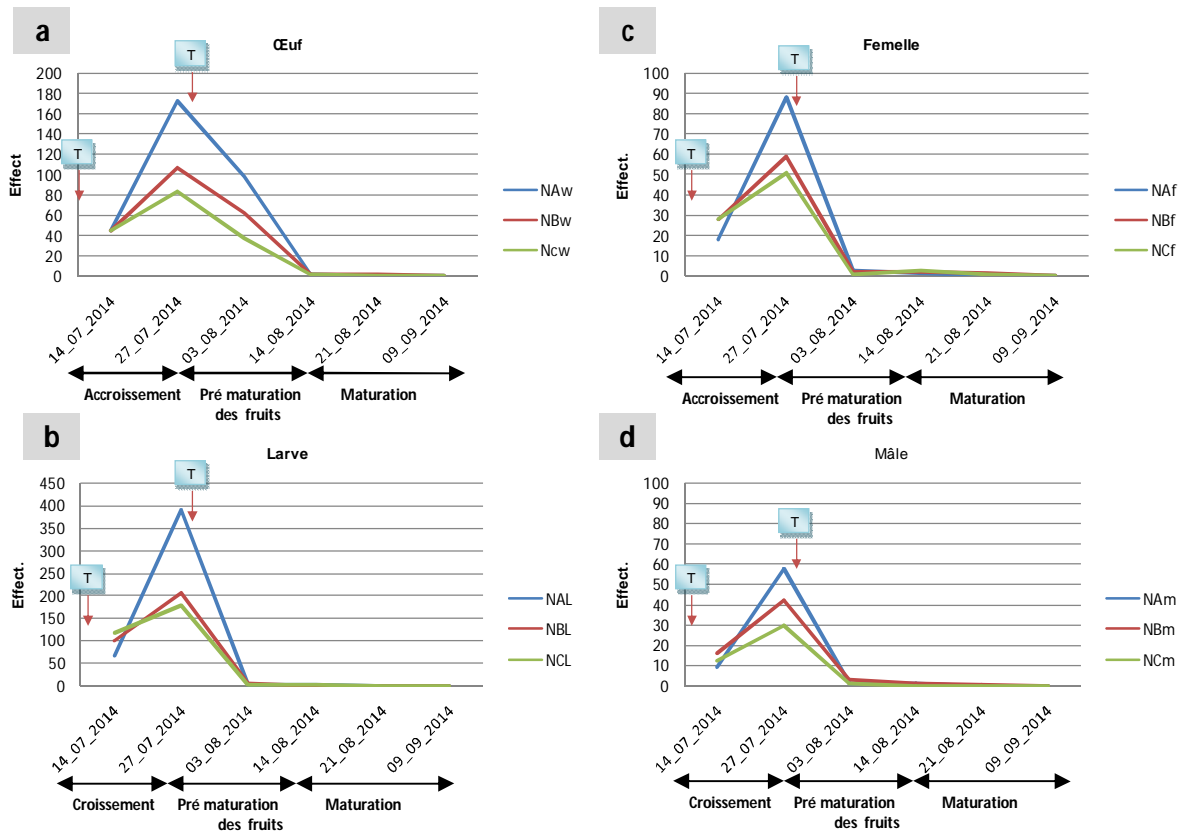 a
Œuf
T
T
200
180
160
140
120
100
80
60
40
20
0
Effect
NAw
NBw
Ncw
14_07_2014
27_07_2014
03_08_2014
14_08_2014
21_08_2014
09_09_2014
Accroissement
Pré maturation
des fruits
Maturation
c
Femelle
T
T
100
90
80
70
60
50
40
30
20
10
0
Effect.
NAf
NBf
NCf
14_07_2014
27_07_2014
03_08_2014
14_08_2014
21_08_2014
09_09_2014
Accroissement
Pré maturation
des fruits
Maturation
b
Larve
T
T
450
400
350
300
250
200
150
100
50
0
Effect.
NAL
NBL
NCL
14_07_2014
27_07_2014
03_08_2014
14_08_2014
21_08_2014
09_09_2014
Croissement
Pré maturation
des fruits
Maturation
d
Mâle
T
T
100
90
80
70
60
50
40
30
20
10
0
Effect.
NAm
NBm
NCm
14_07_2014
27_07_2014
03_08_2014
14_08_2014
21_08_2014
09_09_2014
Croissement
Pré maturation
des fruits
Maturation